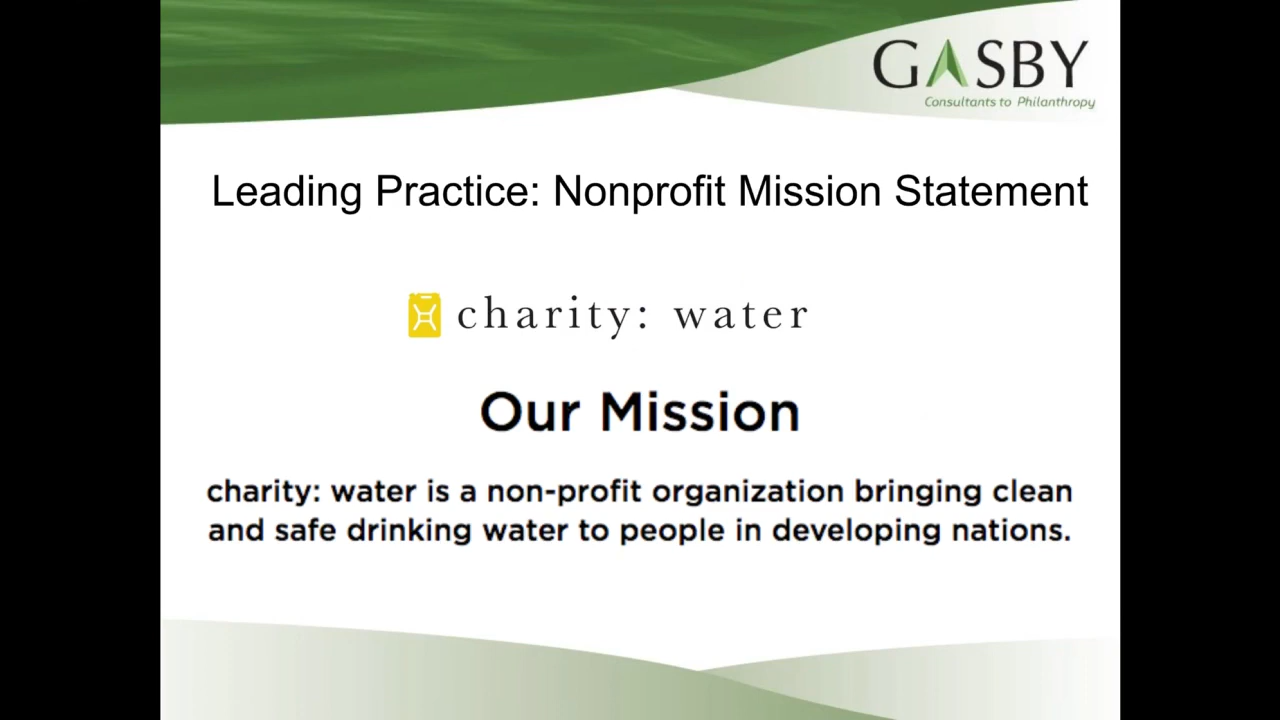 GASBY
Consultants to Philanthropy
Leading Practice: Nonprofit Mission Statement
charity: water
Our Mission
charity: water is a non-profit organization bringing clean
and safe drinking water to people in developing nations.